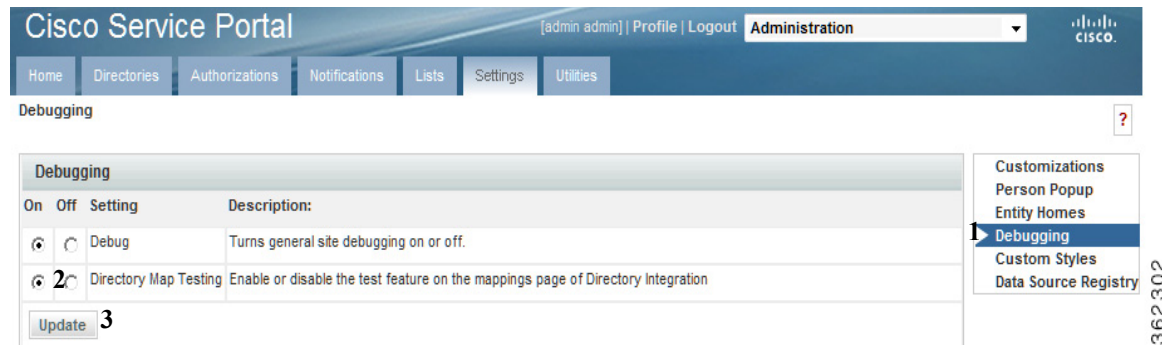 Cisco Service Portal
[admin admin] | Profile | Logout Administration
CISCO.
Home Directories Authorizations Notifications Lists Settings Utilities
Debugging
?
Debugging
On Off Setting Description:
Debug Turns general site debugging on or off.
2 Directory Map Testing Enable or disable the test feature on the mappings page of Directory Integration
Update 3
Customizations
Person Popup
Entity Homes
1 Debugging
Custom Styles
Data Source Registry
362302